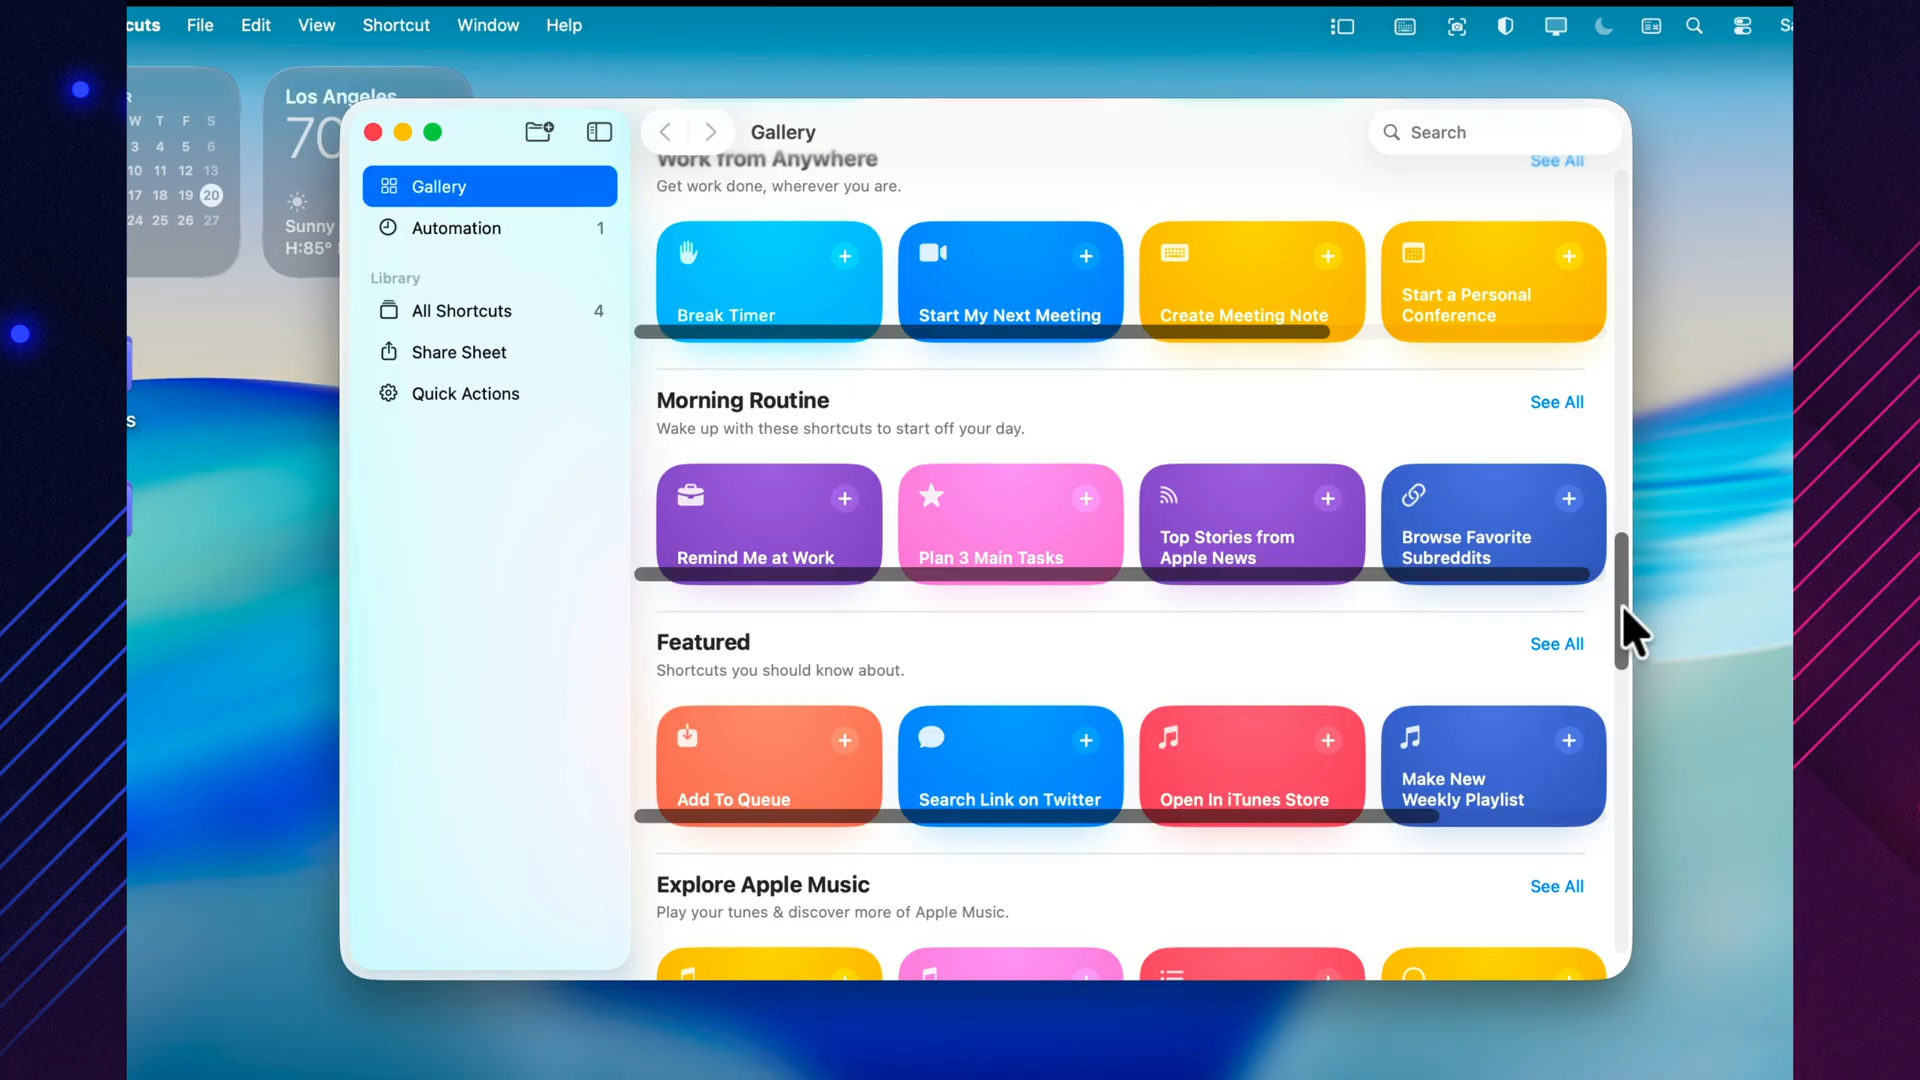 cuts File Edit View Shortcut Window Help
Los Angeles
R
W T F S
3 4 5 6
10 11 12 13
17 18 19 20
24 25 26 27
70
Sunny
H:85°
s
Gallery
Automation 1
Library
All Shortcuts 4
Share Sheet
Quick Actions
Gallery
Search
Work from Anywhere
See All
Get work done, wherever you are.
Break Timer
Start My Next Meeting
Create Meeting Note
Start a Personal
Conference
Morning Routine
See All
Wake up with these shortcuts to start off your day.
Remind Me at Work
Plan 3 Main Tasks
Top Stories from
Apple News
Browse Favorite
Subreddits
Featured
See All
Shortcuts you should know about.
Add To Queue
Search Link on Twitter
Open In iTunes Store
Make New
Weekly Playlist
Explore Apple Music
See All
Play your tunes & discover more of Apple Music.